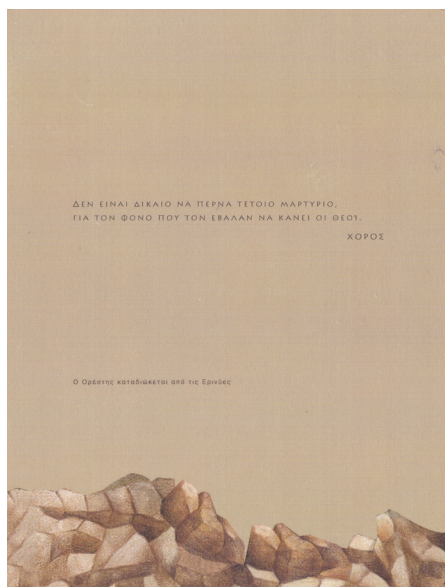 ΔΕΝ ΕΙΝΑΙ ΔΙΚΑΙΟ ΝΑ ΠΕΡΝΑ ΤΕΤΟΙΟ ΜΑΡΤΥΡΙΟ,
ΓΙΑ ΤΟΝ ΦΟΝΟ ΠΟΥ ΤΟΝ ΕΒΑΛΑΝ ΝΑ ΚΑΝΕΙ ΟΙ ΘΕΟΊ.
ΧΟΡΟΣ
Ο Ορέστης καταδιώκεται από τις Ερινύες